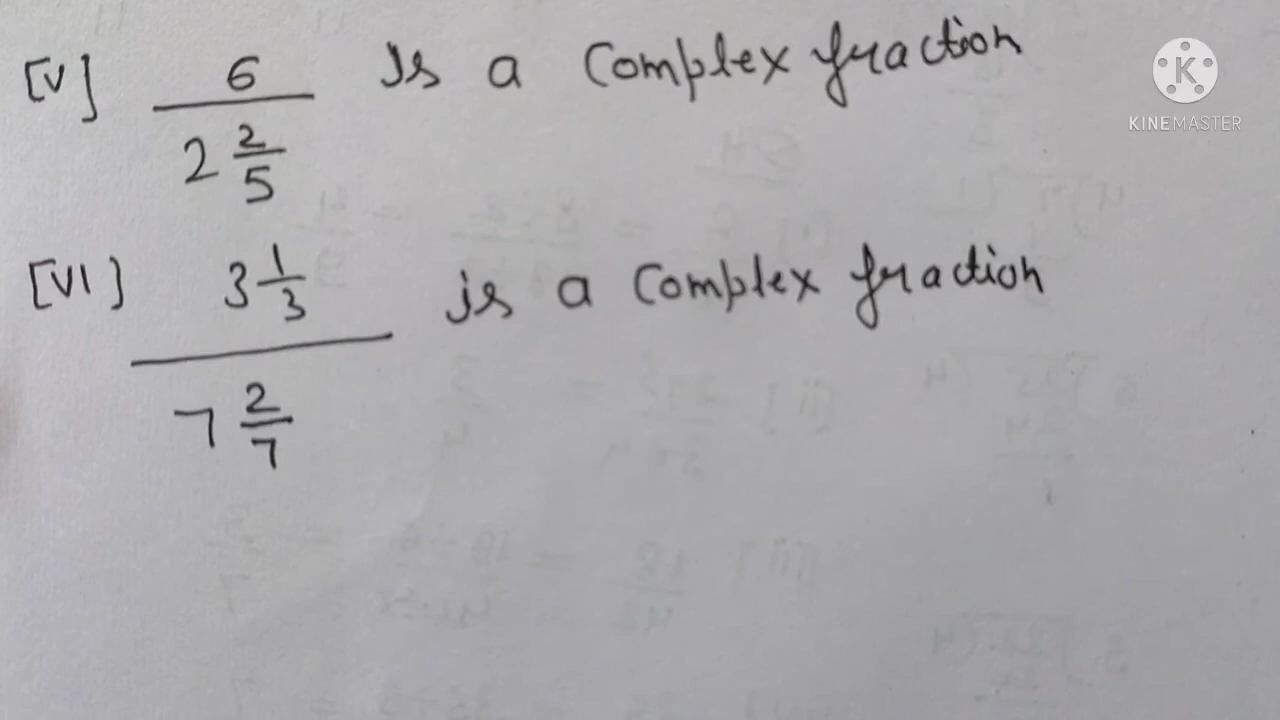 [V] 6 is a complex fraction
2 2/5
[VI] 3 1/3 is a complex fraction
7 2/7
KINEMASTER